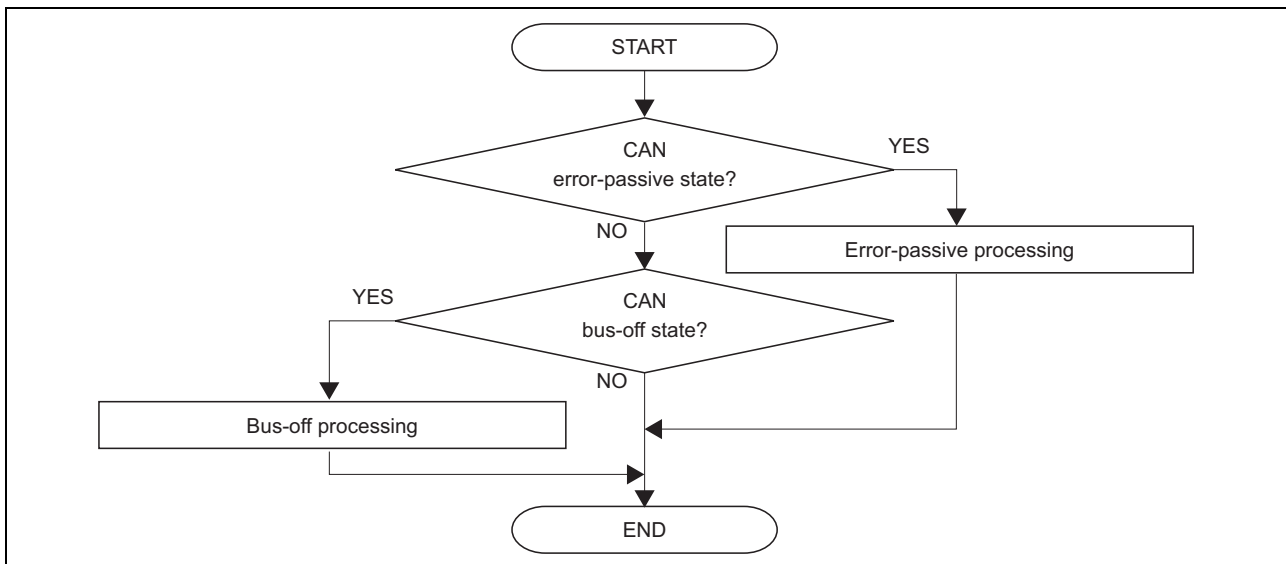 START
CAN
error-passive state?
YES
NO
Error-passive processing
YES
CAN
bus-off state?
NO
Bus-off processing
END